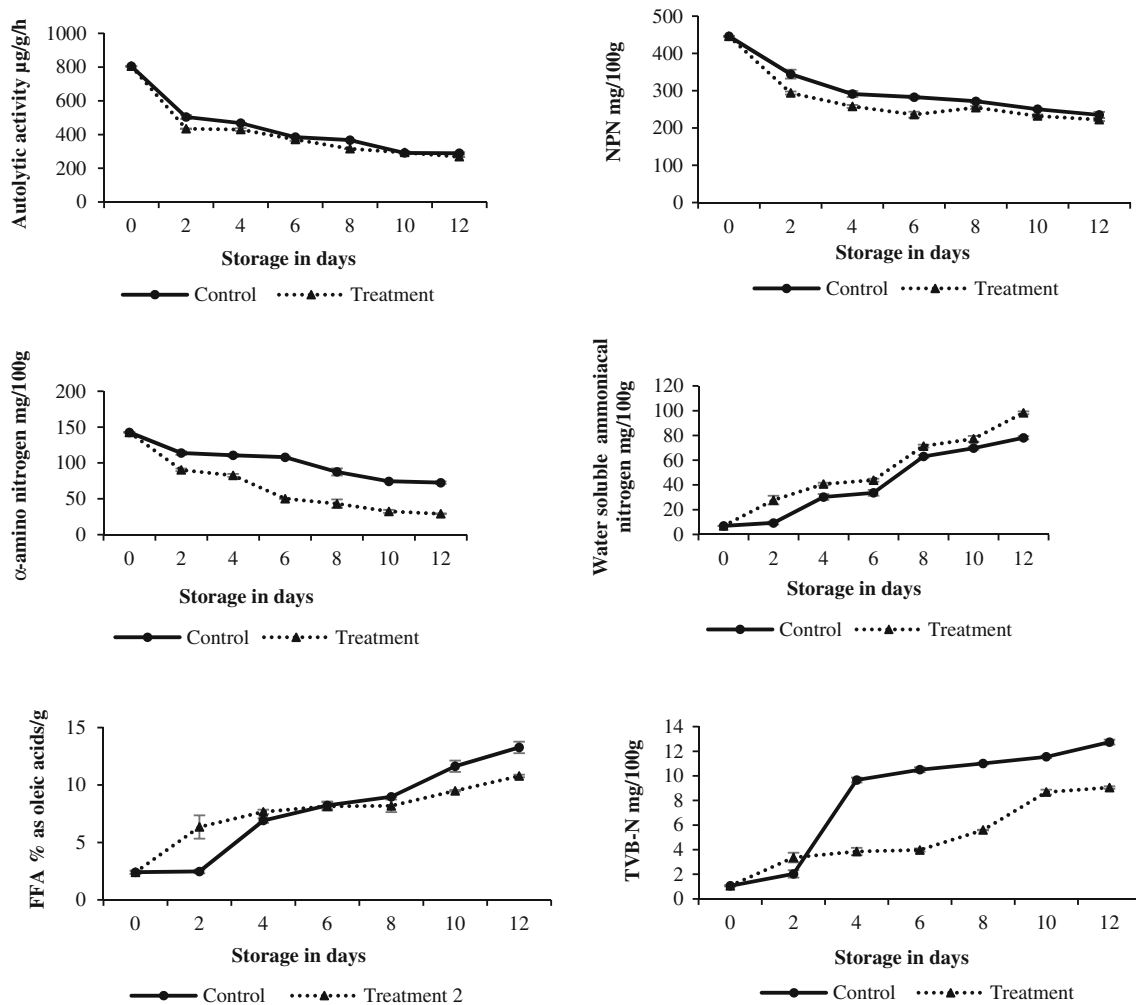 Autolytic activity µg/g/h
1000
800
600
400
200
0
0 2 4 6 8 10 12
Storage in days
Control Treatment
NPN mg/100g
500
400
300
200
100
0
0 2 4 6 8 10 12
Storage in days
Control Treatment
α-amino nitrogen mg/100g
200
150
100
50
0
0 2 4 6 8 10 12
Storage in days
Control Treatment
Water soluble ammoniacal
nitrogen mg/100g
120
100
80
60
40
20
0
0 2 4 6 8 10 12
Storage in days
Control Treatment
FFA % as oleic acids/g
15
10
5
0
0 2 4 6 8 10 12
Storage in days
Control Treatment 2
TVB-N mg/100g
14
12
10
8
6
4
2
0
0 2 4 6 8 10 12
Storage in days
Control Treatment